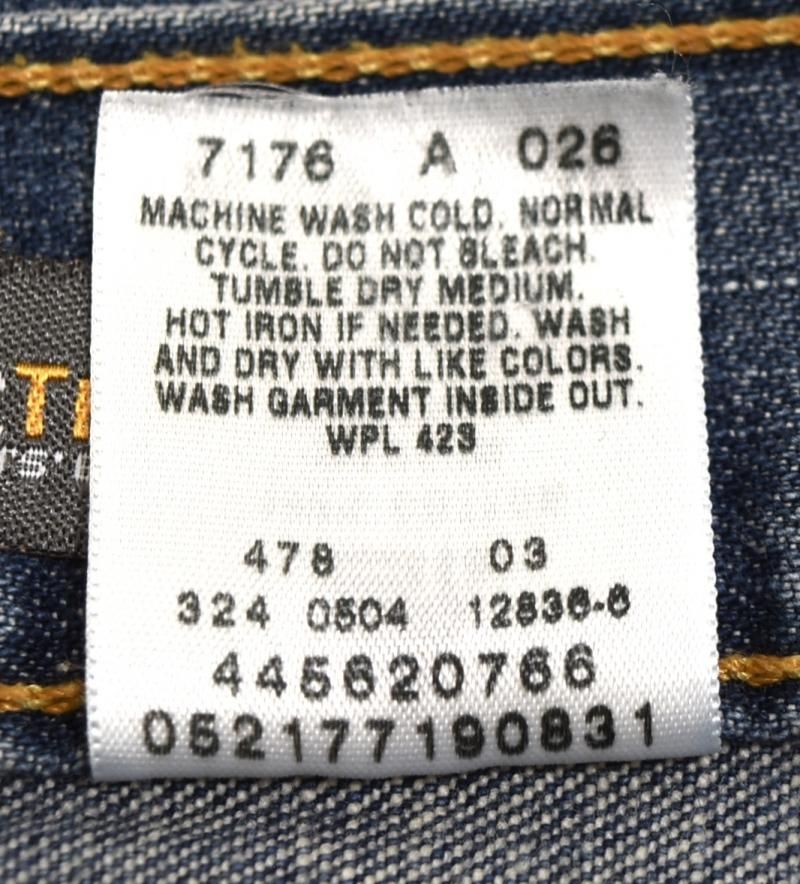 7176 A 026
MACHINE WASH COLD. NORMAL
CYCLE. DO NOT BLEACH.
TUMBLE DRY MEDIUM.
HOT IRON IF NEEDED. WASH
AND DRY WITH LIKE COLORS.
WASH GARMENT INSIDE OUT.
WPL 423
478 03
324 0504 12836-6
445620766
052177190831